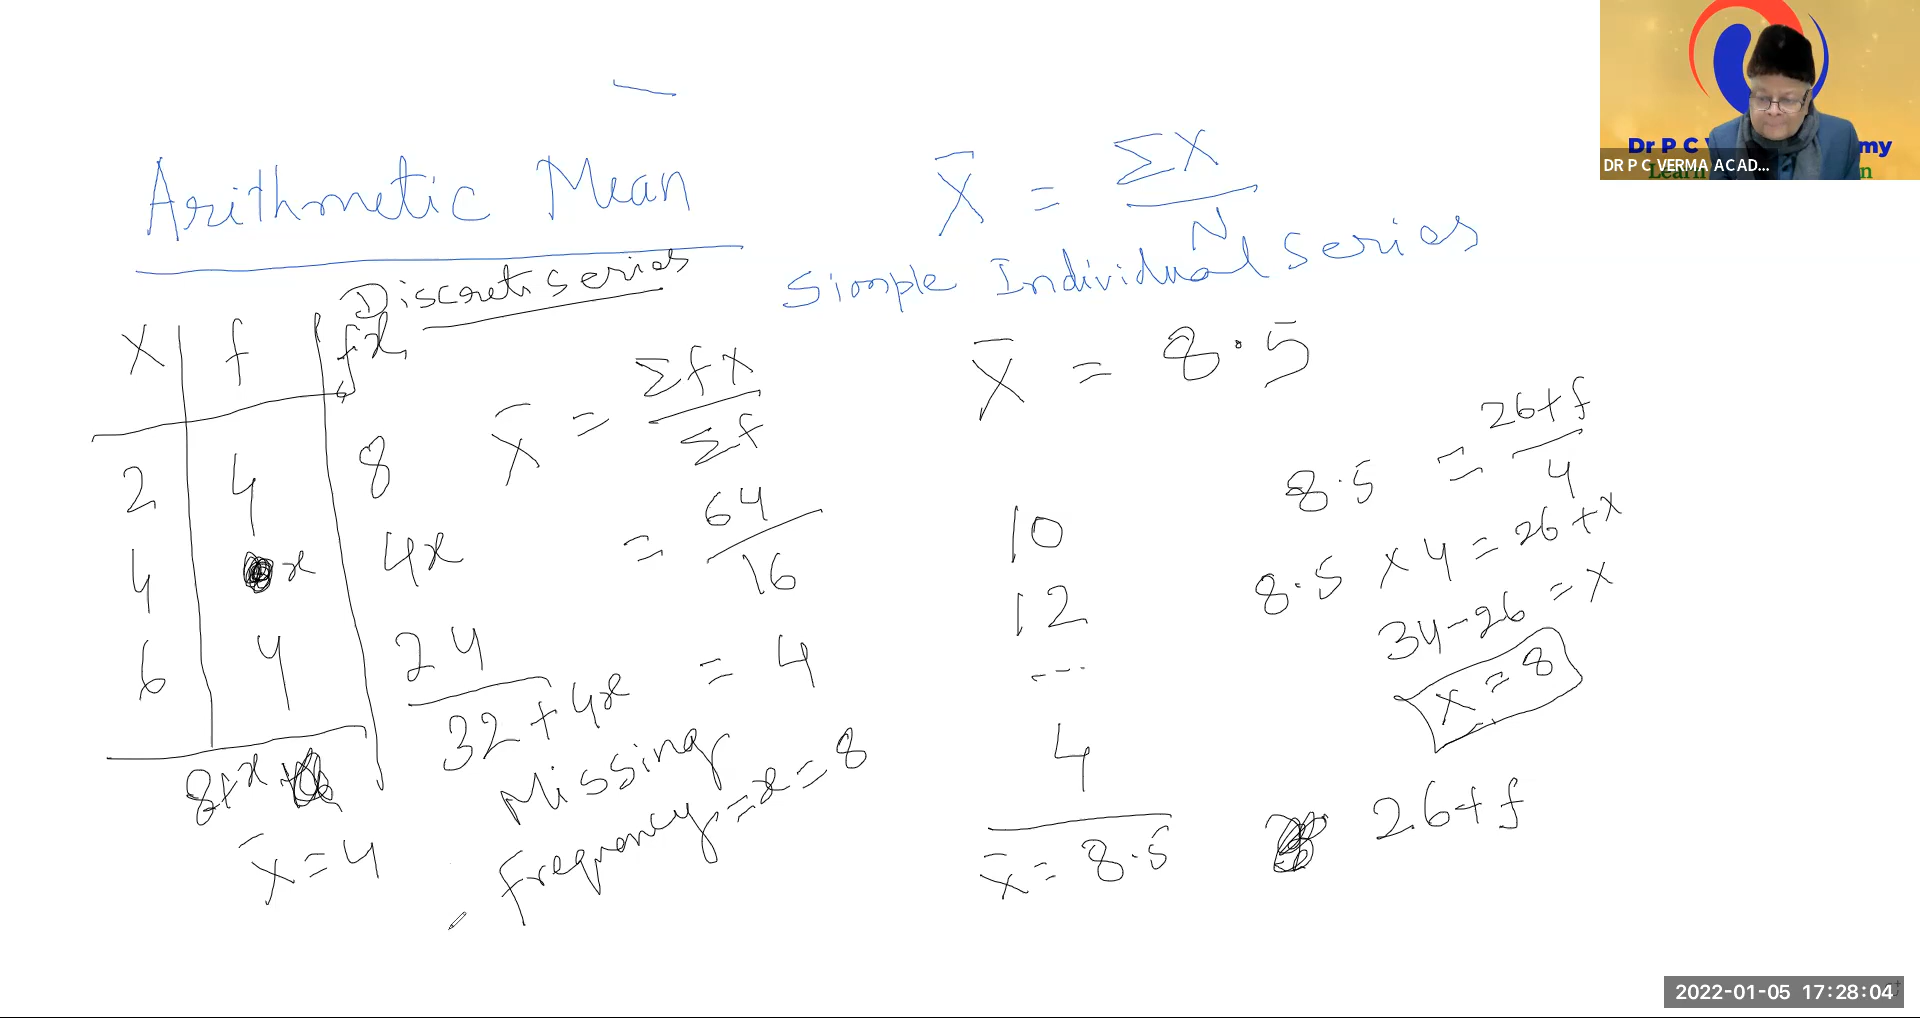 Arithmetic Mean
X̄ = ΣX / N
Simple Individual Series
Discrete series
X f fx
2 4 8
4 x 4x
6 4 24
8+x 32 + 4x
X̄ = 4
X̄ = ΣfX / Σf
= 64 / 16
= 4
Missing
frequency = x = 8
X̄ = 8.5
10
12
---
4
X̄ = 8.5
26+f
8.5 = 26+f / 4
8.5 × 4 = 26 + x
34-26 = x
x = 8
Dr P C
my
DR P C VERMA ACAD...
Learn
n
2022-01-05 17:28:04